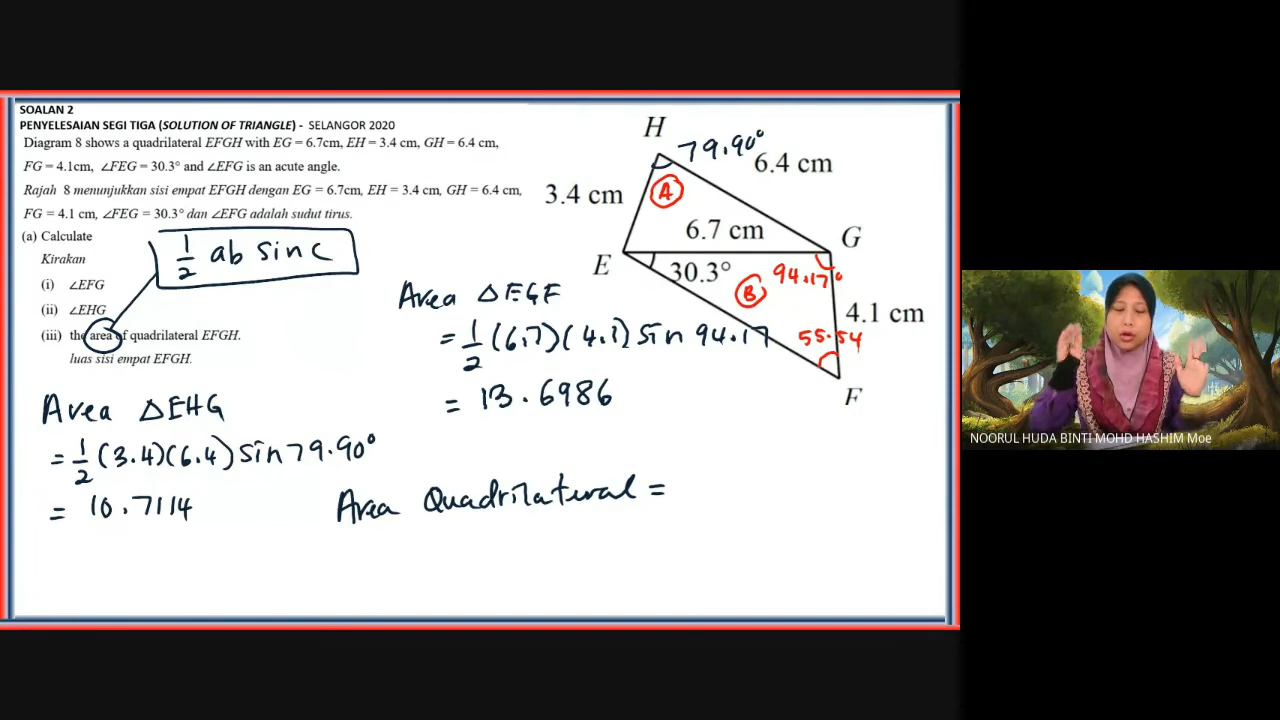 SOALAN 2
PENYELESAIAN SEGI TIGA (SOLUTION OF TRIANGLE) - SELANGOR 2020
Diagram 8 shows a quadrilateral EFGH with EG = 6.7cm, EH = 3.4 cm, GH = 6.4 cm,
FG = 4.1cm, ∠FEG = 30.3° and ∠EFG is an acute angle.
Rajah 8 menunjukkan sisi empat EFGH dengan EG = 6.7cm, EH = 3.4 cm, GH = 6.4 cm,
FG = 4.1 cm, ∠FEG = 30.3° dan ∠EFG adalah sudut tirus.
(a) Calculate
Kirakan
(i) ∠EFG
(ii) ∠EHG
(iii) the area of quadrilateral EFGH.
luas sisi empat EFGH.
1/2 ab sin C
H
79.90°
6.4 cm
3.4 cm
A
6.7 cm
G
E
30.3°
94.17°
B
4.1 cm
55.54
F
Area △EGF
= 1/2 (6.7)(4.1) sin 94.17
= 13.6986
Area △EHG
= 1/2 (3.4)(6.4) sin 79.90°
= 10.7114
Area Quadrilateral =
NOORUL HUDA BINTI MOHD HASHIM Moe